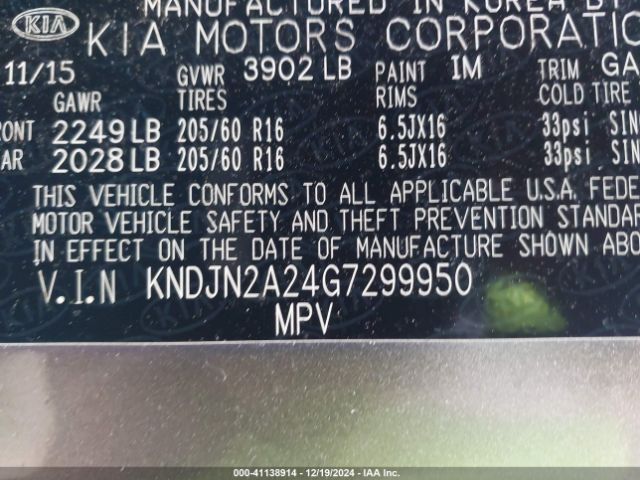 MANUFACTURED IN KOREA BY
KIA KIA MOTORS CORPORATIO
11/15 GVWR 3902 LB PAINT IM TRIM GA
GAWR TIRES RIMS COLD TIRE
RONT 2249 LB 205/60 R16 6.5JX16 33psi SIN
AR 2028 LB 205/60 R16 6.5JX16 33psi SIN
THIS VEHICLE CONFORMS TO ALL APPLICABLE U.S.A. FEDE
MOTOR VEHICLE SAFETY AND THEFT PREVENTION STANDAR
IN EFFECT ON THE DATE OF MANUFACTURE SHOWN ABO
V.I.N KNDJN2A24G7299950
MPV
0-41138914 - 12/19/2024 - IAA Inc.